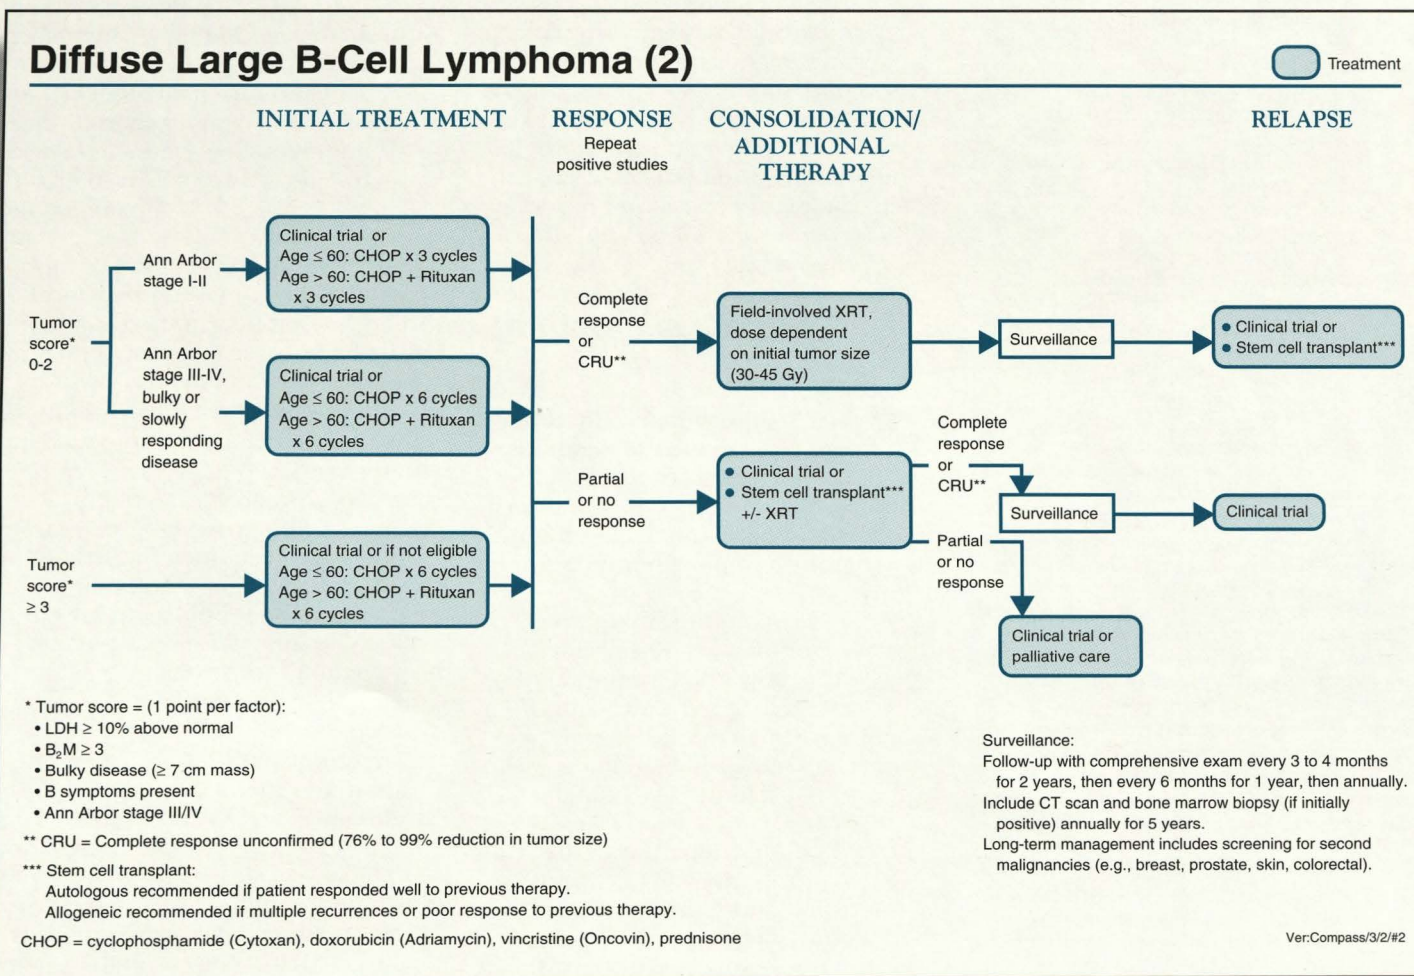 Diffuse Large B-Cell Lymphoma (2)
Treatment
INITIAL TREATMENT
RESPONSE
Repeat
positive studies
CONSOLIDATION/
ADDITIONAL
THERAPY
RELAPSE
Tumor
score*
0-2
Ann Arbor
stage I-II
Clinical trial or
Age ≤ 60: CHOP x 3 cycles
Age > 60: CHOP + Rituxan
x 3 cycles
Ann Arbor
stage III-IV,
bulky or
slowly
responding
disease
Clinical trial or
Age ≤ 60: CHOP x 6 cycles
Age > 60: CHOP + Rituxan
x 6 cycles
Tumor
score*
≥ 3
Clinical trial or if not eligible
Age ≤ 60: CHOP x 6 cycles
Age > 60: CHOP + Rituxan
x 6 cycles
Complete
response
or
CRU**
Field-involved XRT,
dose dependent
on initial tumor size
(30-45 Gy)
Surveillance
• Clinical trial or
• Stem cell transplant***
Partial
or no
response
• Clinical trial or
• Stem cell transplant***
+/- XRT
Complete
response
or
CRU**
Surveillance
Clinical trial
Partial
or no
response
Clinical trial or
palliative care
* Tumor score = (1 point per factor):
• LDH ≥ 10% above normal
• B₂M ≥ 3
• Bulky disease (≥ 7 cm mass)
• B symptoms present
• Ann Arbor stage III/IV
** CRU = Complete response unconfirmed (76% to 99% reduction in tumor size)
*** Stem cell transplant:
Autologous recommended if patient responded well to previous therapy.
Allogeneic recommended if multiple recurrences or poor response to previous therapy.
CHOP = cyclophosphamide (Cytoxan), doxorubicin (Adriamycin), vincristine (Oncovin), prednisone
Surveillance:
Follow-up with comprehensive exam every 3 to 4 months
for 2 years, then every 6 months for 1 year, then annually.
Include CT scan and bone marrow biopsy (if initially
positive) annually for 5 years.
Long-term management includes screening for second
malignancies (e.g., breast, prostate, skin, colorectal).
Ver:Compass/3/2/#2